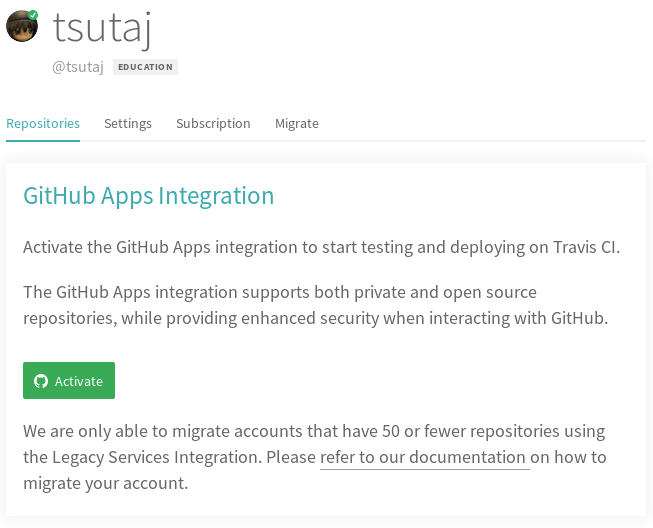 tsutaj
@tsutaj EDUCATION
Repositories Settings Subscription Migrate
GitHub Apps Integration
Activate the GitHub Apps integration to start testing and deploying on Travis CI.
The GitHub Apps integration supports both private and open source
repositories, while providing enhanced security when interacting with GitHub.
Activate
We are only able to migrate accounts that have 50 or fewer repositories using
the Legacy Services Integration. Please refer to our documentation on how to
migrate your account.